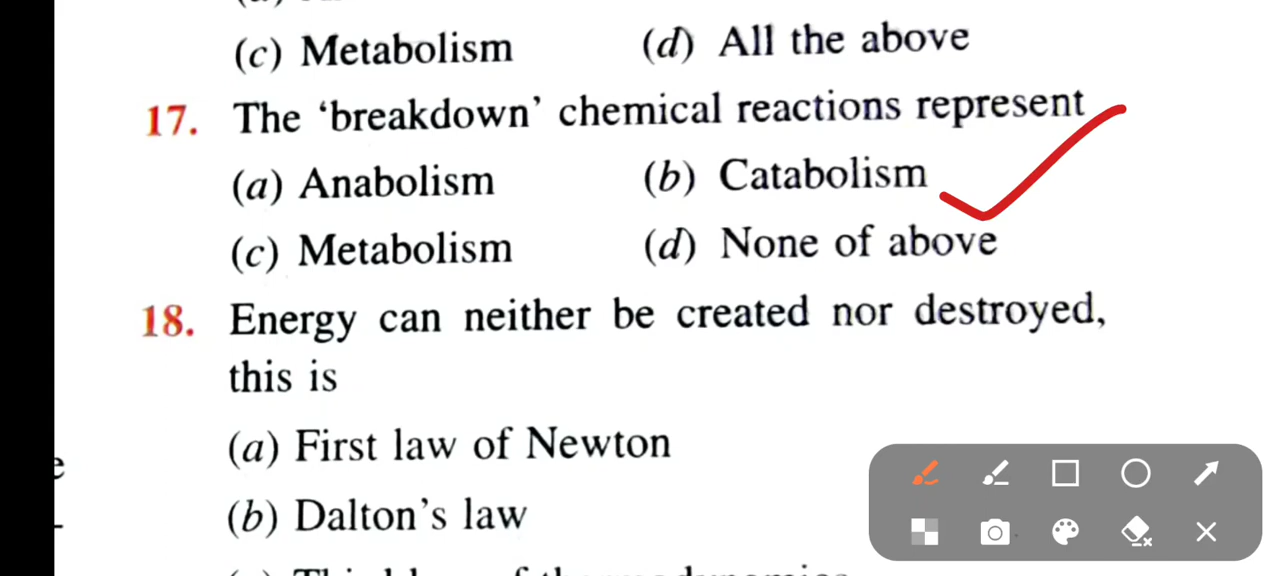 (c) Metabolism (d) All the above
17. The ‘breakdown’ chemical reactions represent
(a) Anabolism (b) Catabolism
(c) Metabolism (d) None of above
18. Energy can neither be created nor destroyed,
this is
(a) First law of Newton
e
(b) Dalton’s law